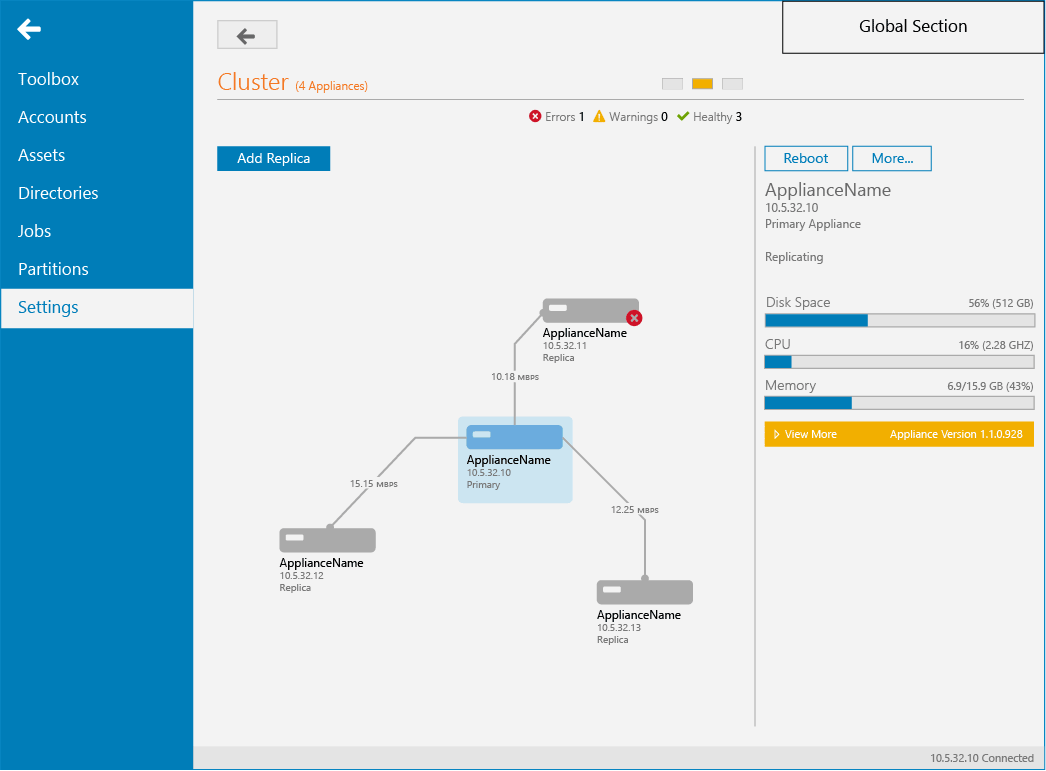 Global Section
Toolbox
Accounts
Assets
Directories
Jobs
Partitions
Settings
Cluster (4 Appliances)
Errors 1 Warnings 0 Healthy 3
Add Replica
ApplianceName
10.5.32.11
Replica
10.18 MBPS
ApplianceName
10.5.32.10
Primary
15.15 MBPS
12.25 MBPS
ApplianceName
10.5.32.12
Replica
ApplianceName
10.5.32.13
Replica
Reboot More...
ApplianceName
10.5.32.10
Primary Appliance
Replicating
Disk Space 56% (512 GB)
CPU 16% (2.28 GHZ)
Memory 6.9/15.9 GB (43%)
View More Appliance Version 1.1.0.928
10.5.32.10 Connected